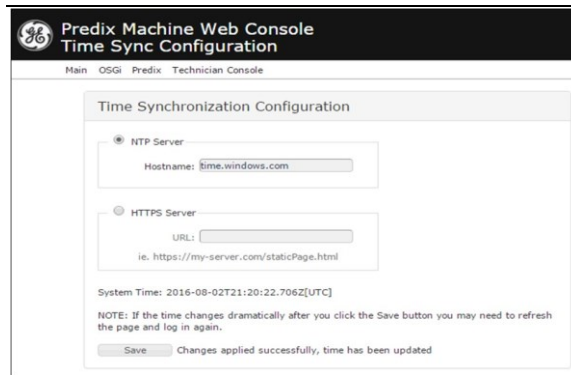 Predix Machine Web Console
Time Sync Configuration
Main OSGi Predix Technician Console
Time Synchronization Configuration
NTP Server
Hostname: time.windows.com
HTTPS Server
URL:
ie. https://my-server.com/staticPage.html
System Time: 2016-08-02T21:20:22.706Z[UTC]
NOTE: If the time changes dramatically after you click the Save button you may need to refresh
the page and log in again.
Save Changes applied successfully, time has been updated